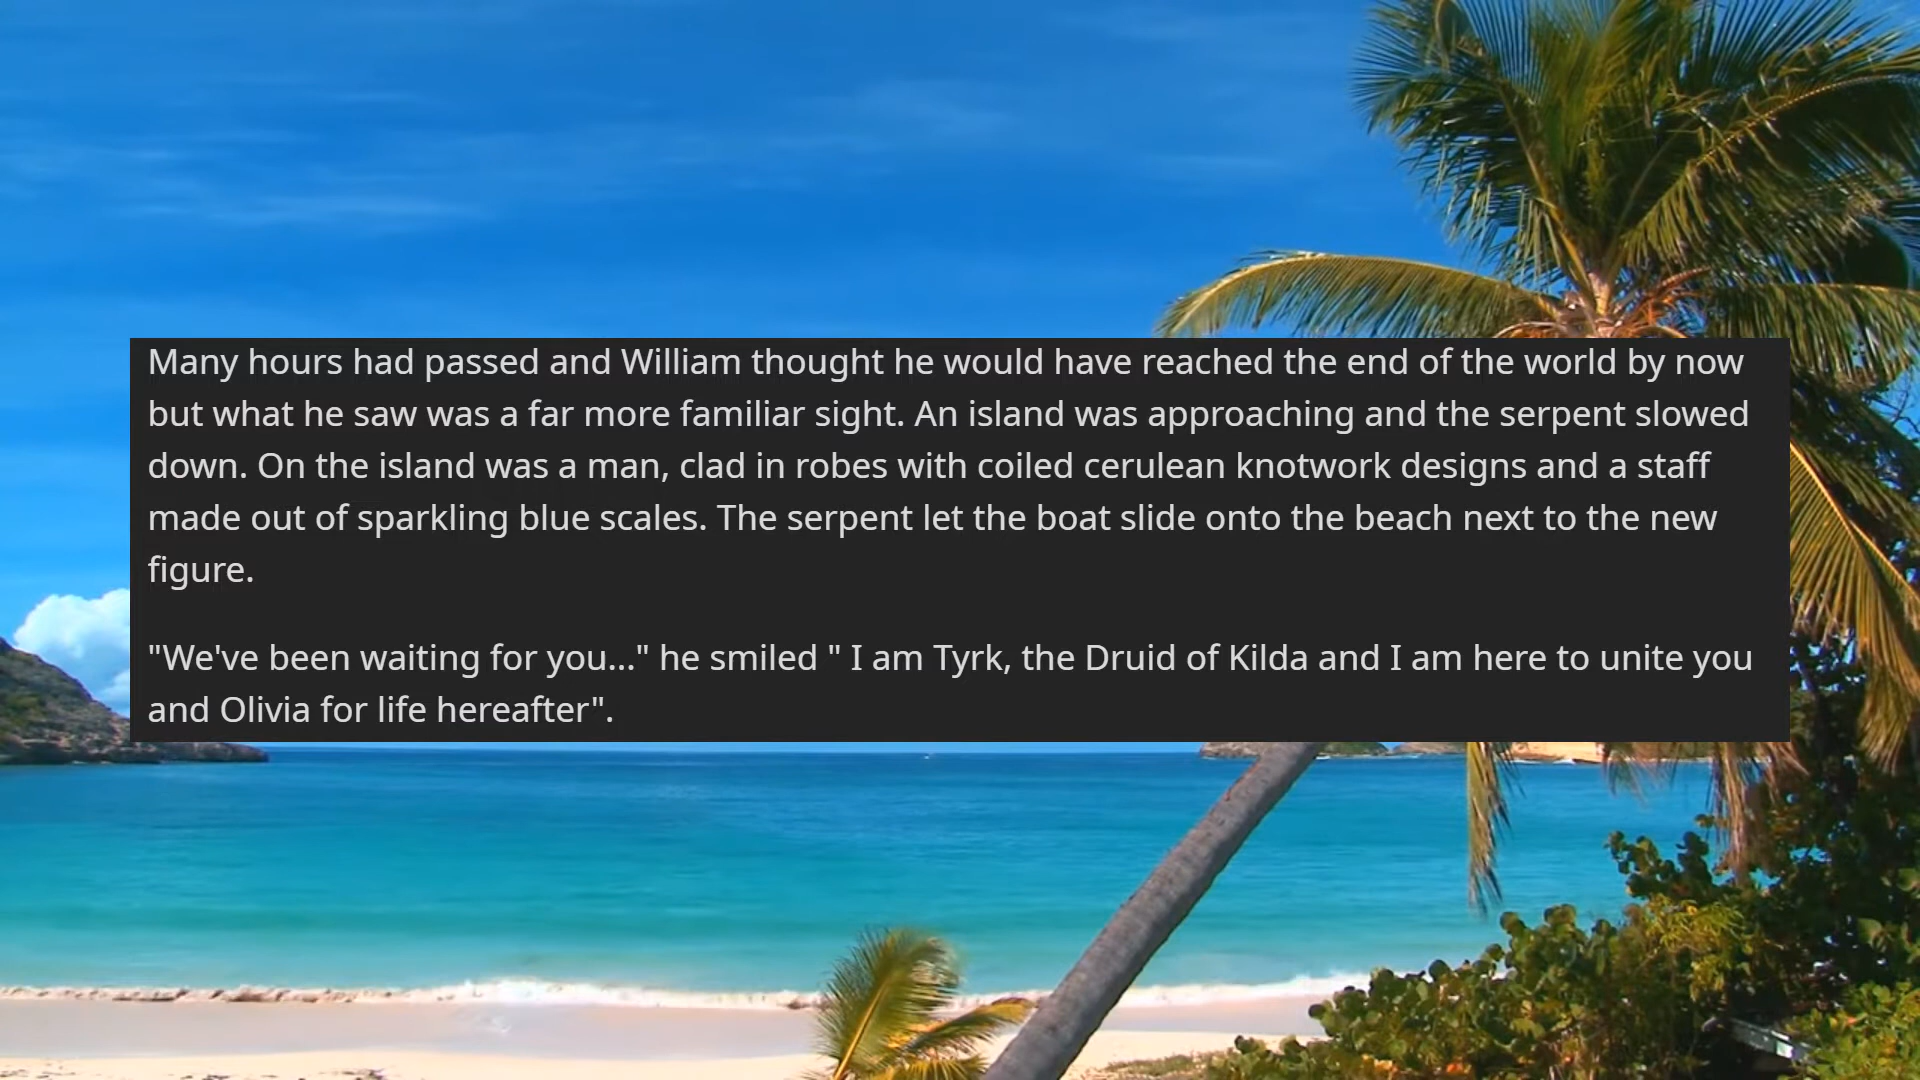 Many hours had passed and William thought he would have reached the end of the world by now
but what he saw was a far more familiar sight. An island was approaching and the serpent slowed
down. On the island was a man, clad in robes with coiled cerulean knotwork designs and a staff
made out of sparkling blue scales. The serpent let the boat slide onto the beach next to the new
figure.
"We've been waiting for you..." he smiled " I am Tyrk, the Druid of Kilda and I am here to unite you
and Olivia for life hereafter".